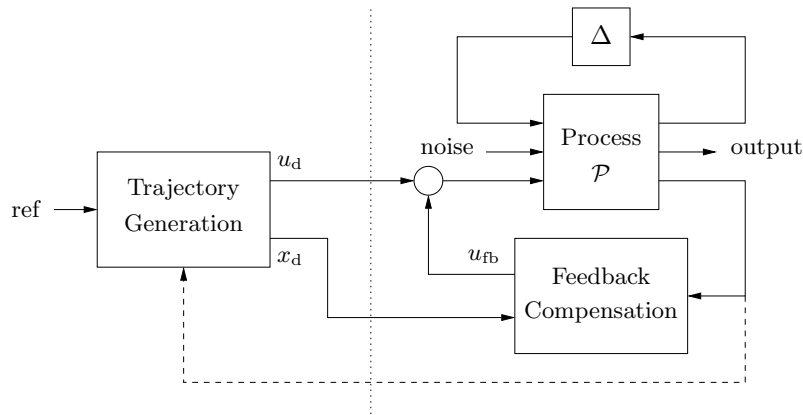 Δ
noise
Process
P
output
ref
Trajectory
Generation
u_d
x_d
u_fb
Feedback
Compensation